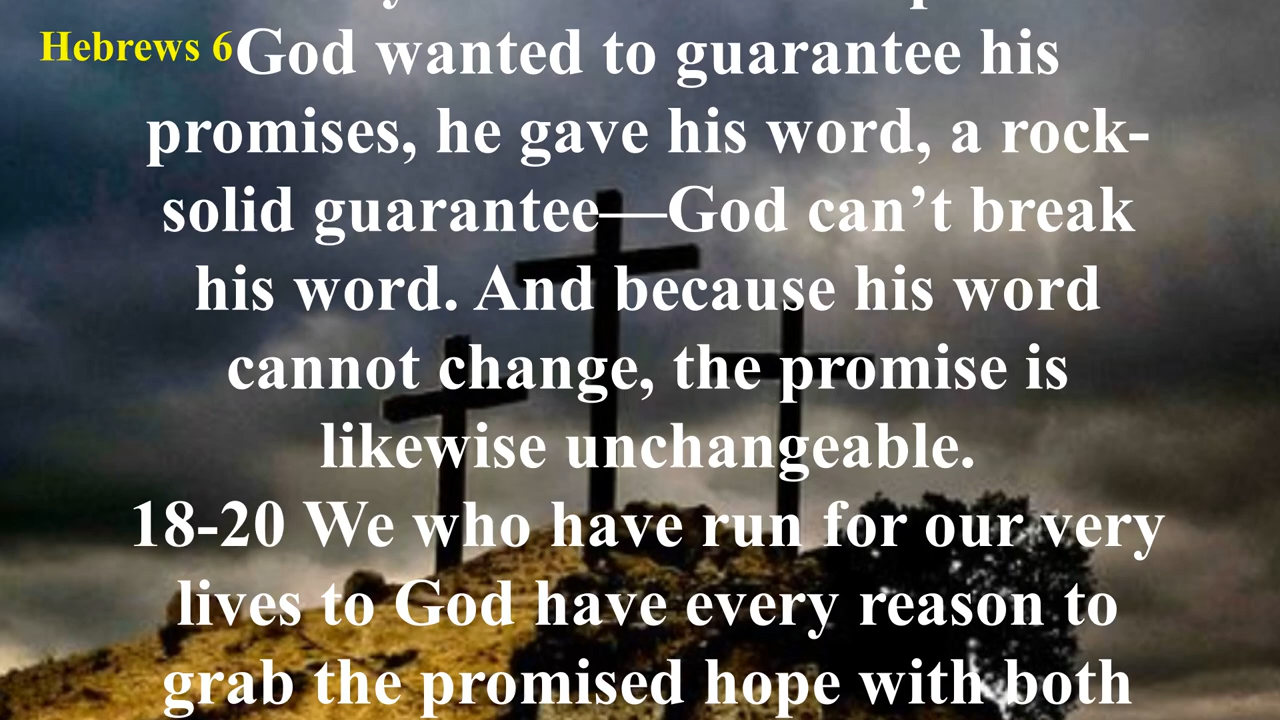 Hebrews 6
God wanted to guarantee his
promises, he gave his word, a rock-
solid guarantee—God can’t break
his word. And because his word
cannot change, the promise is
likewise unchangeable.
18-20 We who have run for our very
lives to God have every reason to
grab the promised hope with both